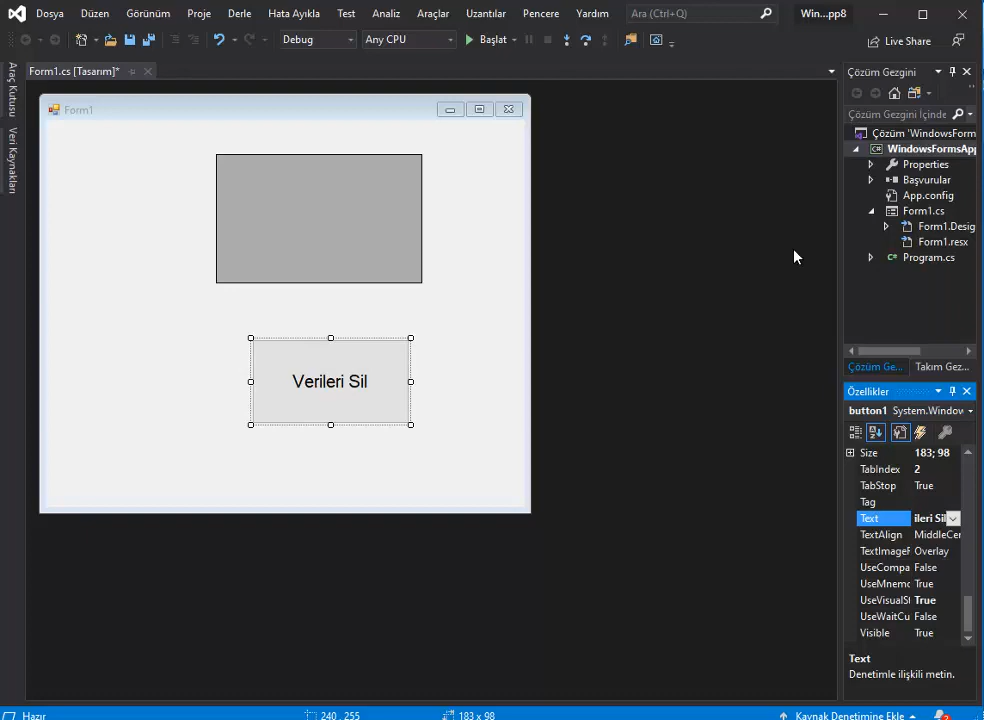 Dosya Düzen Görünüm Proje Derle Hata Ayıkla Test Analiz Araçlar Uzantılar Pencere Yardım Ara (Ctrl+Q) Win...pp8
Debug Any CPU Başlat Live Share
Form1.cs [Tasarım]*
Araç Kutusu
Veri Kaynakları
Form1
Verileri Sil
Çözüm Gezgini
Çözüm Gezgini İçinde
Çözüm 'WindowsForm
WindowsFormsApp
Properties
Başvurular
App.config
Form1.cs
Form1.Desig
Form1.resx
Program.cs
Çözüm Ge... Takım Gez...
Özellikler
button1 System.Window
Size 183; 98
TabIndex 2
TabStop True
Tag
Text ileri Sil
TextAlign MiddleCer
TextImageF Overlay
UseCompa False
UseMnemc True
UseVisualSt True
UseWaitCu False
Visible True
Text
Denetimle ilişkili metin.
Hazır 240 , 255 183 x 98 Kaynak Denetimine Ekle 2